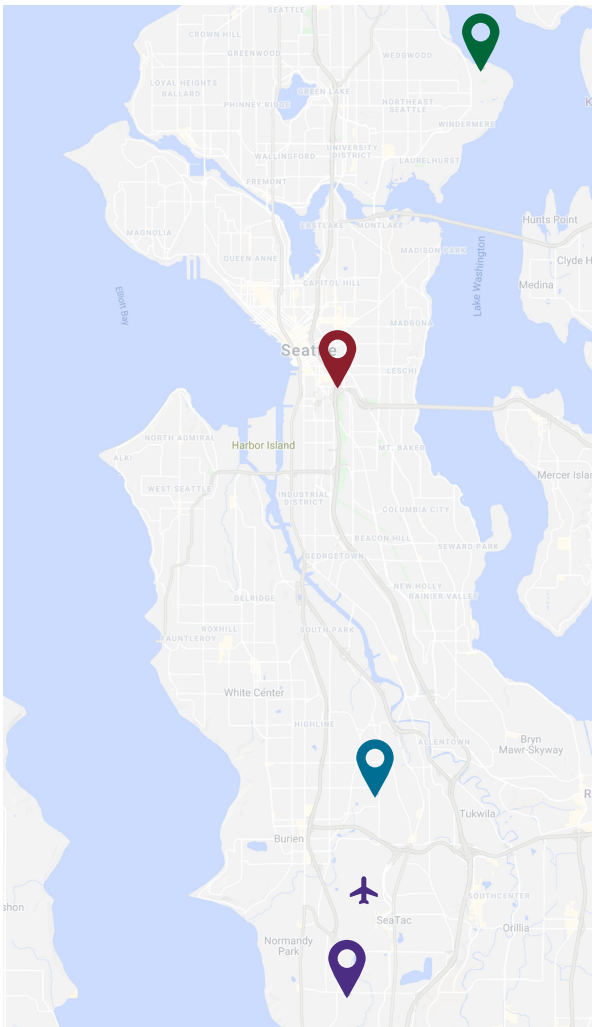 SEATTLE
CROWN HILL
GREENWOOD
WEDGWOOD
LOYAL HEIGHTS
BALLARD
GREEN LAKE
PHINNEY RIDGE
NORTHEAST
SEATTLE
WINDERMERE
UNIVERSITY
DISTRICT
WALLINGFORD
LAURELHURST
FREMONT
Hunts Point
EASTLAKE
MONTLAKE
MAGNOLIA
MADISON PARK
QUEEN ANNE
Clyde H
Lake Washington
CAPITOL HILL
Medina
Elliott Bay
MADRONA
LESCHI
NORTH ADMIRAL
Harbor Island
MT. BAKER
ALKI
Mercer Islan
WEST SEATTLE
INDUSTRIAL
DISTRICT
COLUMBIA CITY
BEACON HILL
SEWARD PARK
GEORGETOWN
NEW HOLLY
RAINIER VALLEY
DELRIDGE
ROXHILL
FAUNTLEROY
SOUTH PARK
White Center
HIGHLINE
ALLENTOWN
Bryn
Mawr-Skyway
R
Tukwila
Burien
SOUTHCENTER
shon
SeaTac
Orillia
Normandy
Park